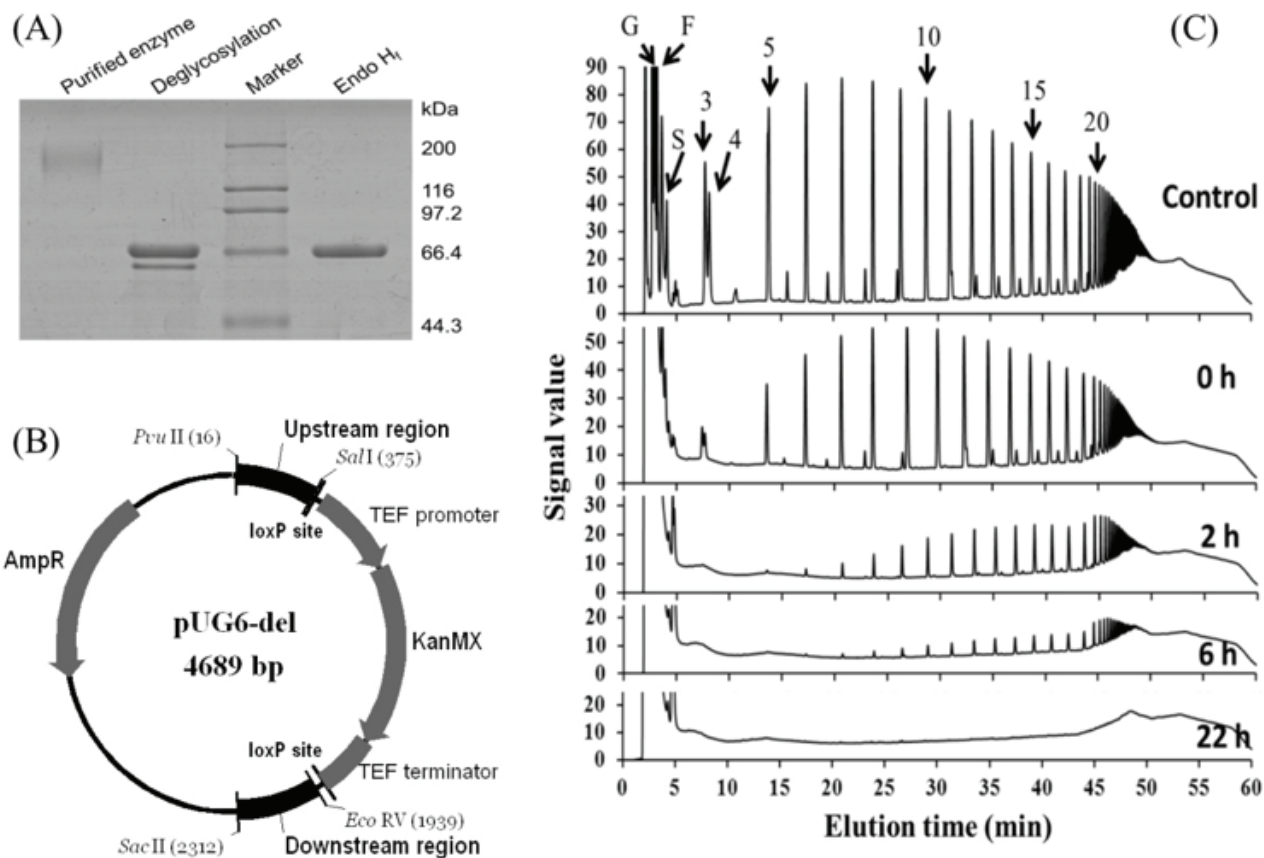 (A)
Purified enzyme
Deglycosylation
Marker
Endo Hf
kDa
200
116
97.2
66.4
44.3
(B)
Pvu II (16)
Upstream region
SalI (375)
loxP site
TEF promoter
AmpR
pUG6-del
4689 bp
KanMX
loxP site
TEF terminator
Eco RV (1939)
SacII (2312)
Downstream region
(C)
G
F
S
3
4
5
10
15
20
90
80
70
60
50
40
30
20
10
0
Control
50
40
30
20
10
0
0 h
30
20
10
0
2 h
20
10
0
6 h
20
10
0
22 h
Signal value
0 5 10 15 20 25 30 35 40 45 50 55 60
Elution time (min)